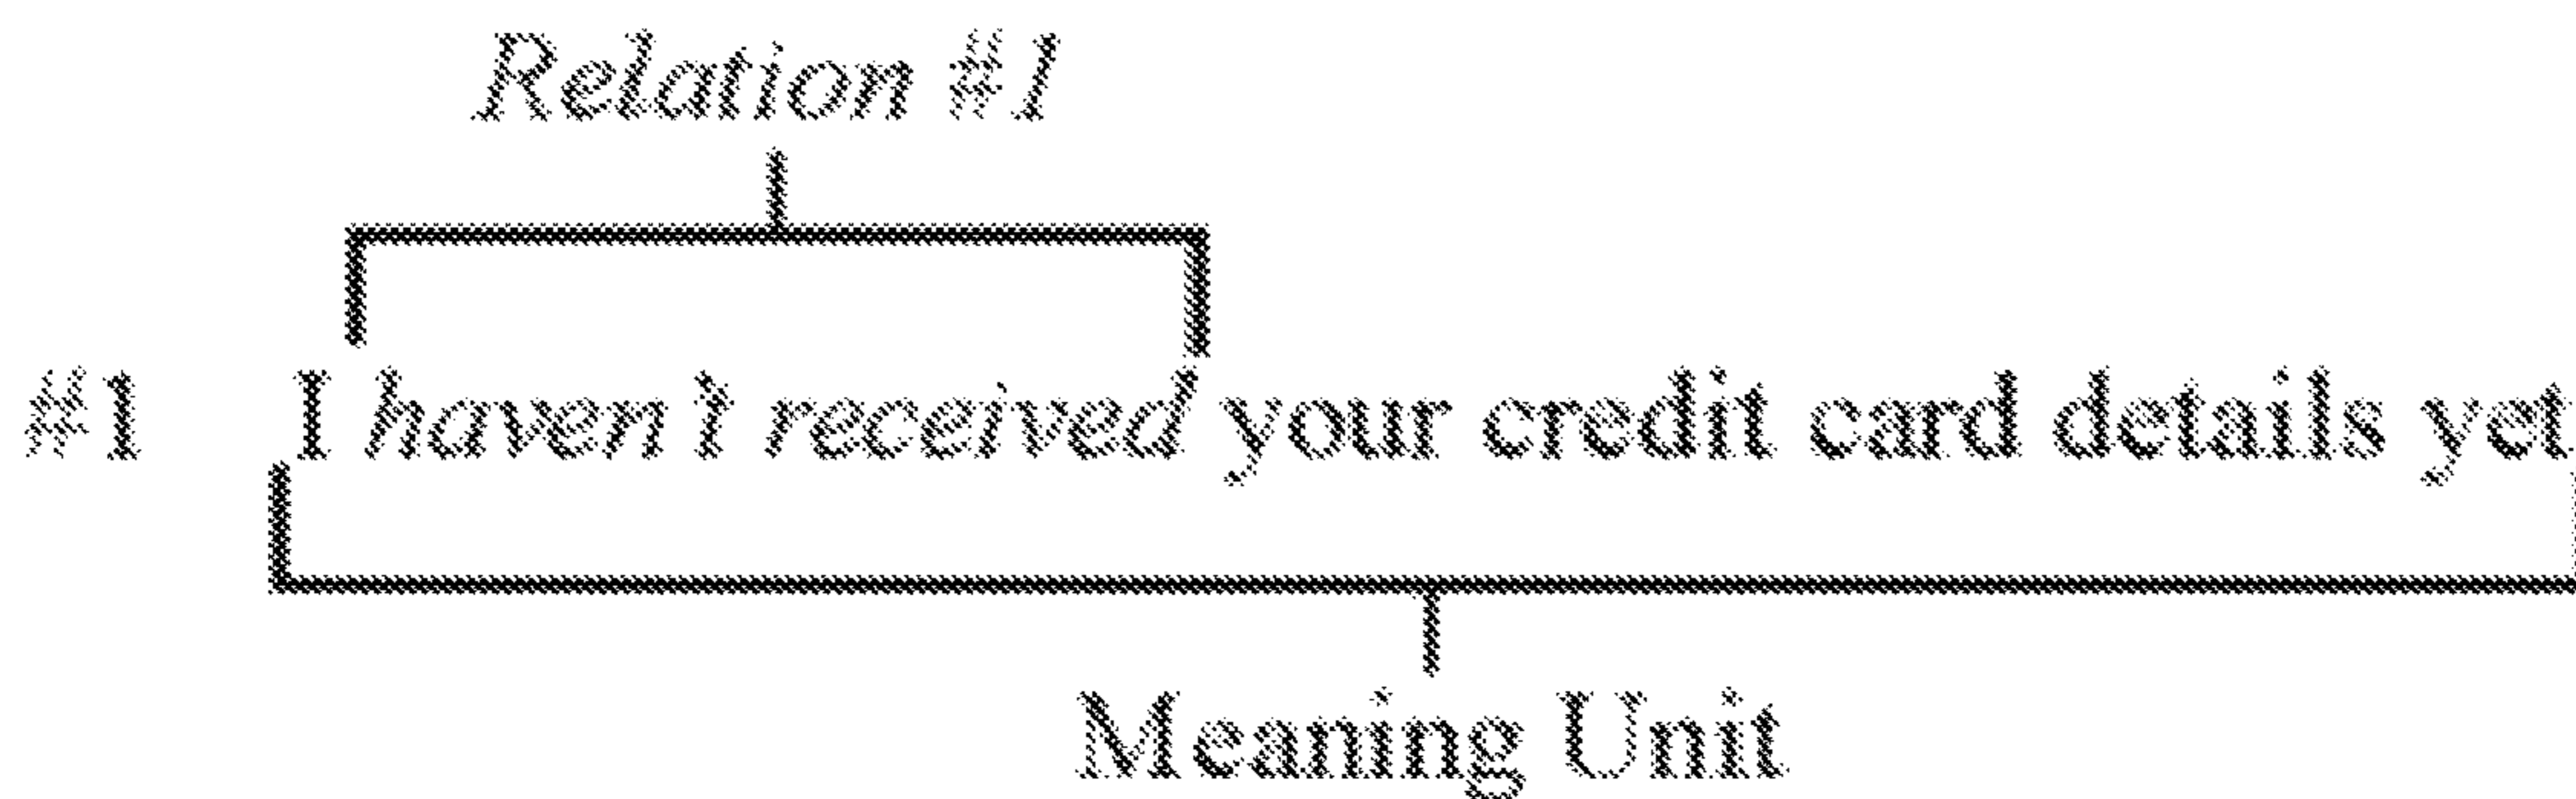 Relation #1
#1 I haven't received your credit card details yet
Meaning Unit